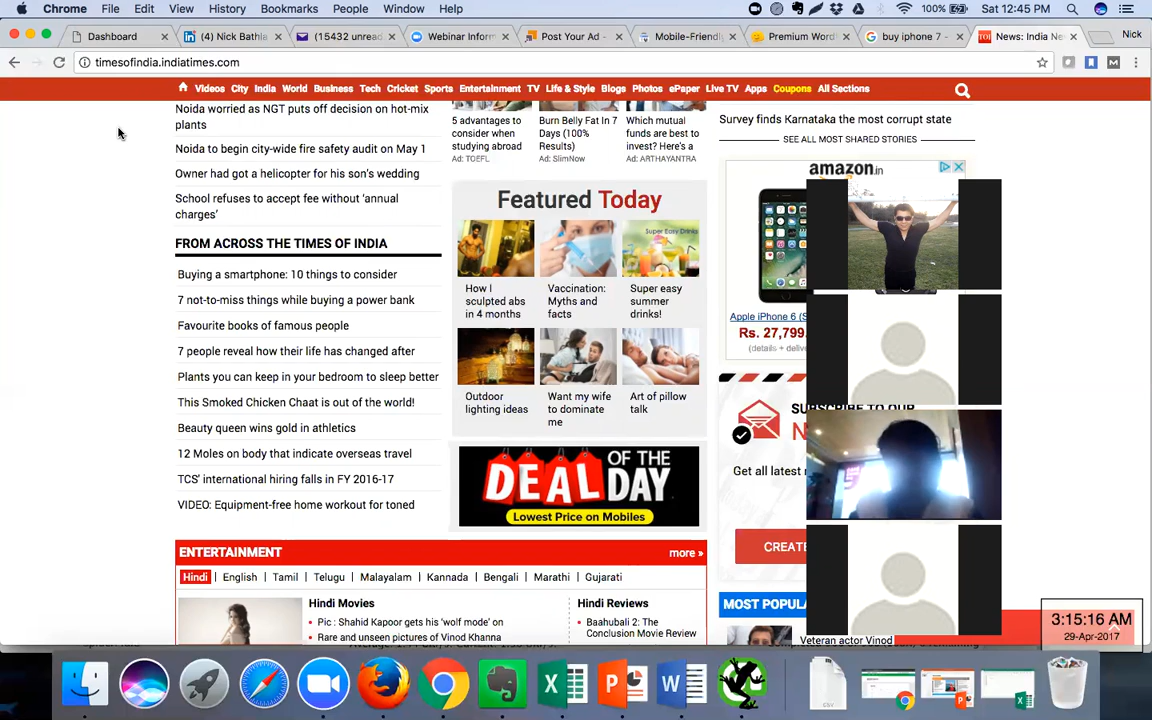 Chrome File Edit View History Bookmarks People Window Help
100% Sat 12:45 PM
Dashboard
(4) Nick Bathla
(15432 unrea
Webinar Inform
Post Your Ad -
Mobile-Friendly
Premium Word
buy iphone 7 -
News: India Ne
Nick
timesofindia.indiatimes.com
Videos City India World Business Tech Cricket Sports Entertainment TV Life & Style Blogs Photos ePaper Live TV Apps Coupons All Sections
Noida worried as NGT puts off decision on hot-mix
plants
Noida to begin city-wide fire safety audit on May 1
Owner had got a helicopter for his son's wedding
School refuses to accept fee without 'annual
charges'
FROM ACROSS THE TIMES OF INDIA
Buying a smartphone: 10 things to consider
7 not-to-miss things while buying a power bank
Favourite books of famous people
7 people reveal how their life has changed after
Plants you can keep in your bedroom to sleep better
This Smoked Chicken Chaat is out of the world!
Beauty queen wins gold in athletics
12 Moles on body that indicate overseas travel
TCS' international hiring falls in FY 2016-17
VIDEO: Equipment-free home workout for toned
5 advantages to
consider when
studying abroad
Ad: TOEFL
Burn Belly Fat In 7
Days (100%
Results)
Ad: SlimNow
Which mutual
funds are best to
invest? Here's a
Ad: ARTHAYANTRA
Featured Today
Super Easy
Drinks
How I
sculpted abs
in 4 months
Vaccination:
Myths and
facts
Super easy
summer
drinks!
Outdoor
lighting ideas
Want my wife
to dominate
me
Art of pillow
talk
DEAL OF THE
DAY
Lowest Price on Mobiles
Survey finds Karnataka the most corrupt state
SEE ALL MOST SHARED STORIES
amazon.in
Apple iPhone 6 (S
Rs. 27,799.
(details + delive
SUBSCRIBE TO OUR
N
Get all latest n
CREATE
MOST POPULA
Veteran actor Vinod
ENTERTAINMENT
more »
Hindi English Tamil Telugu Malayalam Kannada Bengali Marathi Gujarati
Hindi Movies
Pic : Shahid Kapoor gets his 'wolf mode' on
Rare and unseen pictures of Vinod Khanna
Hindi Reviews
Baahubali 2: The
Conclusion Movie Review
3:15:16 AM
29-Apr-2017